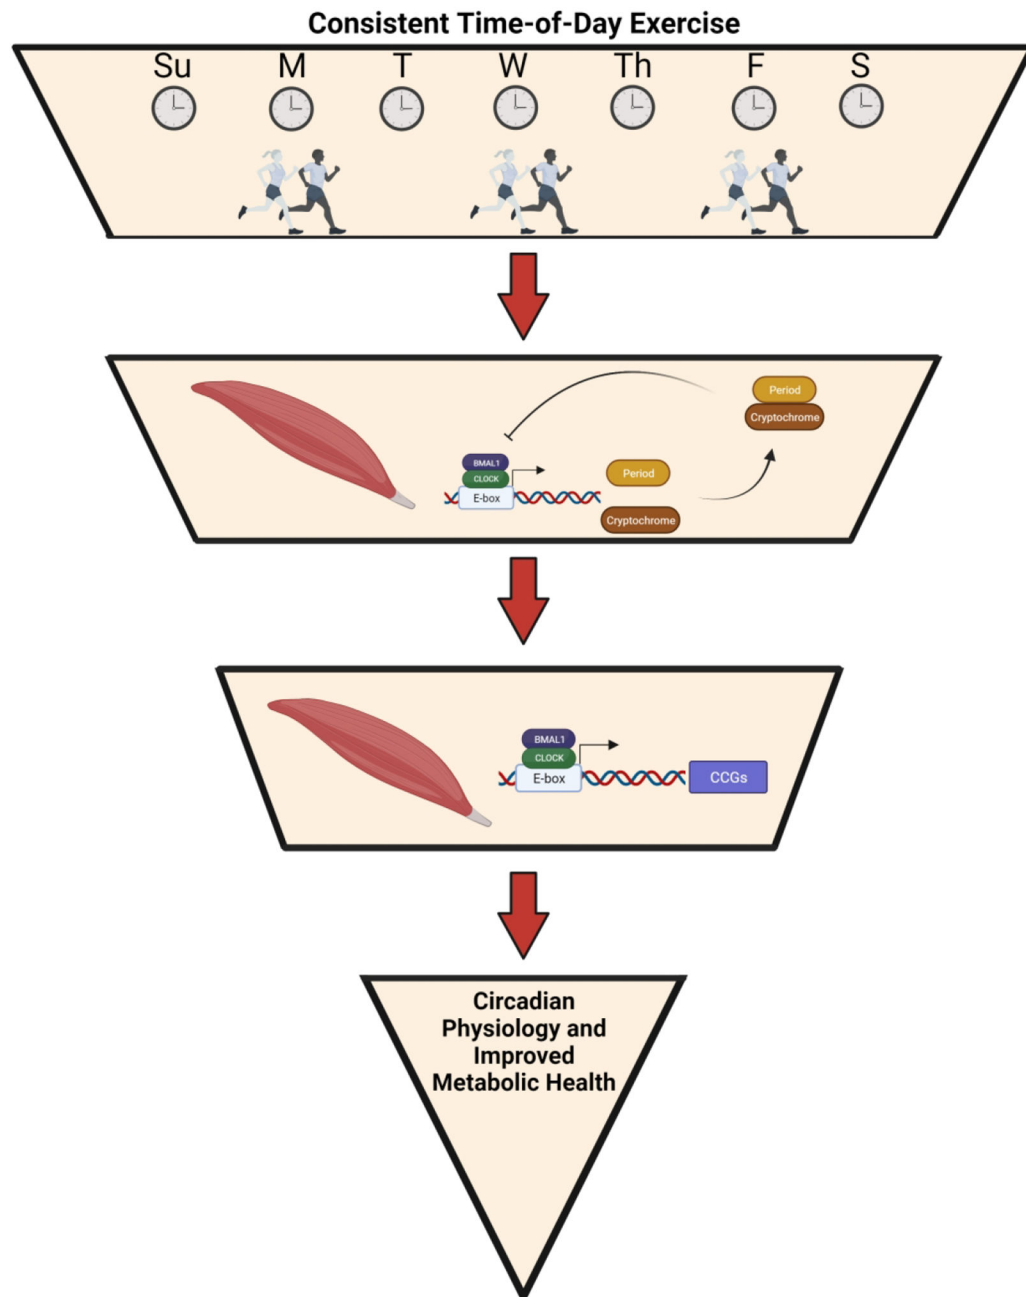 Consistent Time-of-Day Exercise
Su M T W Th F S
Period
Cryptochrome
BMAL1
CLOCK
E-box
Period
Cryptochrome
BMAL1
CLOCK
E-box
CCGs
Circadian
Physiology and
Improved
Metabolic Health